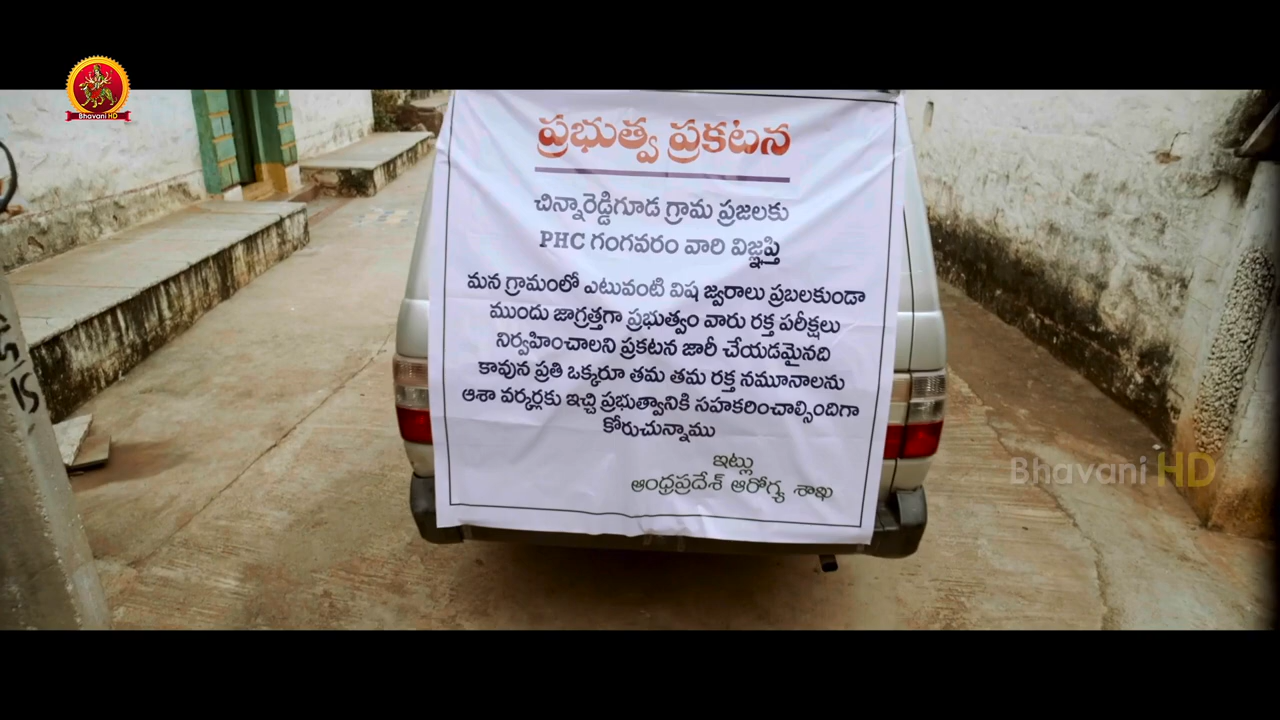 Bhavani HD
ప్రభుత్వ ప్రకటన
చిన్నారెడ్డిగూడ గ్రామ ప్రజలకు
PHC గంగవరం వారి విజ్ఞప్తి
మన గ్రామంలో ఎటువంటి విష జ్వరాలు ప్రబలకుండా
ముందు జాగ్రత్తగా ప్రభుత్వం వారు రక్త పరీక్షలు
నిర్వహించాలని ప్రకటన జారీ చేయడమైనది
కావున ప్రతి ఒక్కరూ తమ తమ రక్త నమూనాలను
ఆశా వర్కర్లకు ఇచ్చి ప్రభుత్వానికి సహకరించాల్సిందిగా
కోరుచున్నాము
ఇట్లు
ఆంధ్రప్రదేశ్ ఆరోగ్య శాఖ
Bhavani HD